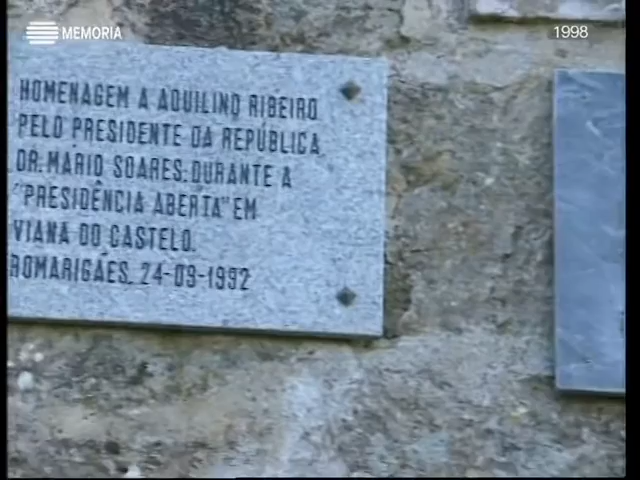 MEMORIA
1998
HOMENAGEM A AQUILINO RIBEIRO
PELO PRESIDENTE DA REPÚBLICA
DR. MÁRIO SOARES, DURANTE A
"PRESIDÊNCIA ABERTA" EM
VIANA DO CASTELO.
ROMARIGÃES, 24-09-1992